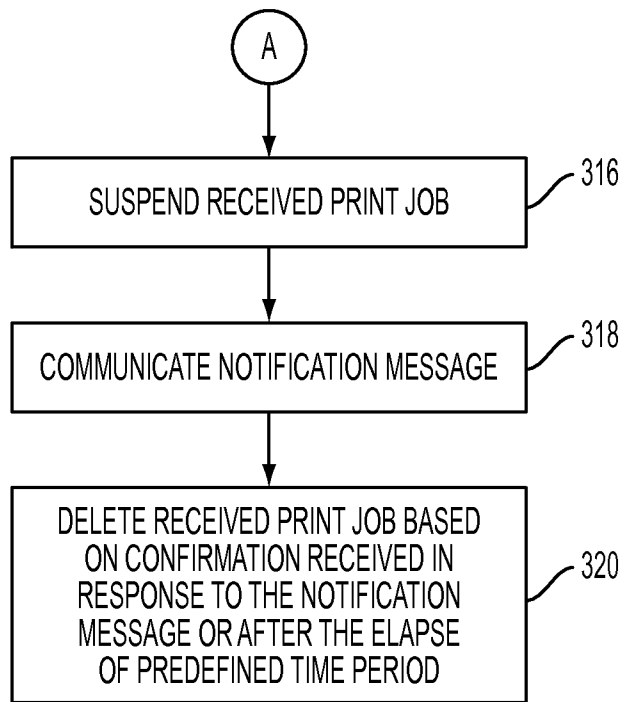 A
SUSPEND RECEIVED PRINT JOB
316
COMMUNICATE NOTIFICATION MESSAGE
318
DELETE RECEIVED PRINT JOB BASED
ON CONFIRMATION RECEIVED IN
RESPONSE TO THE NOTIFICATION
MESSAGE OR AFTER THE ELAPSE
OF PREDEFINED TIME PERIOD
320